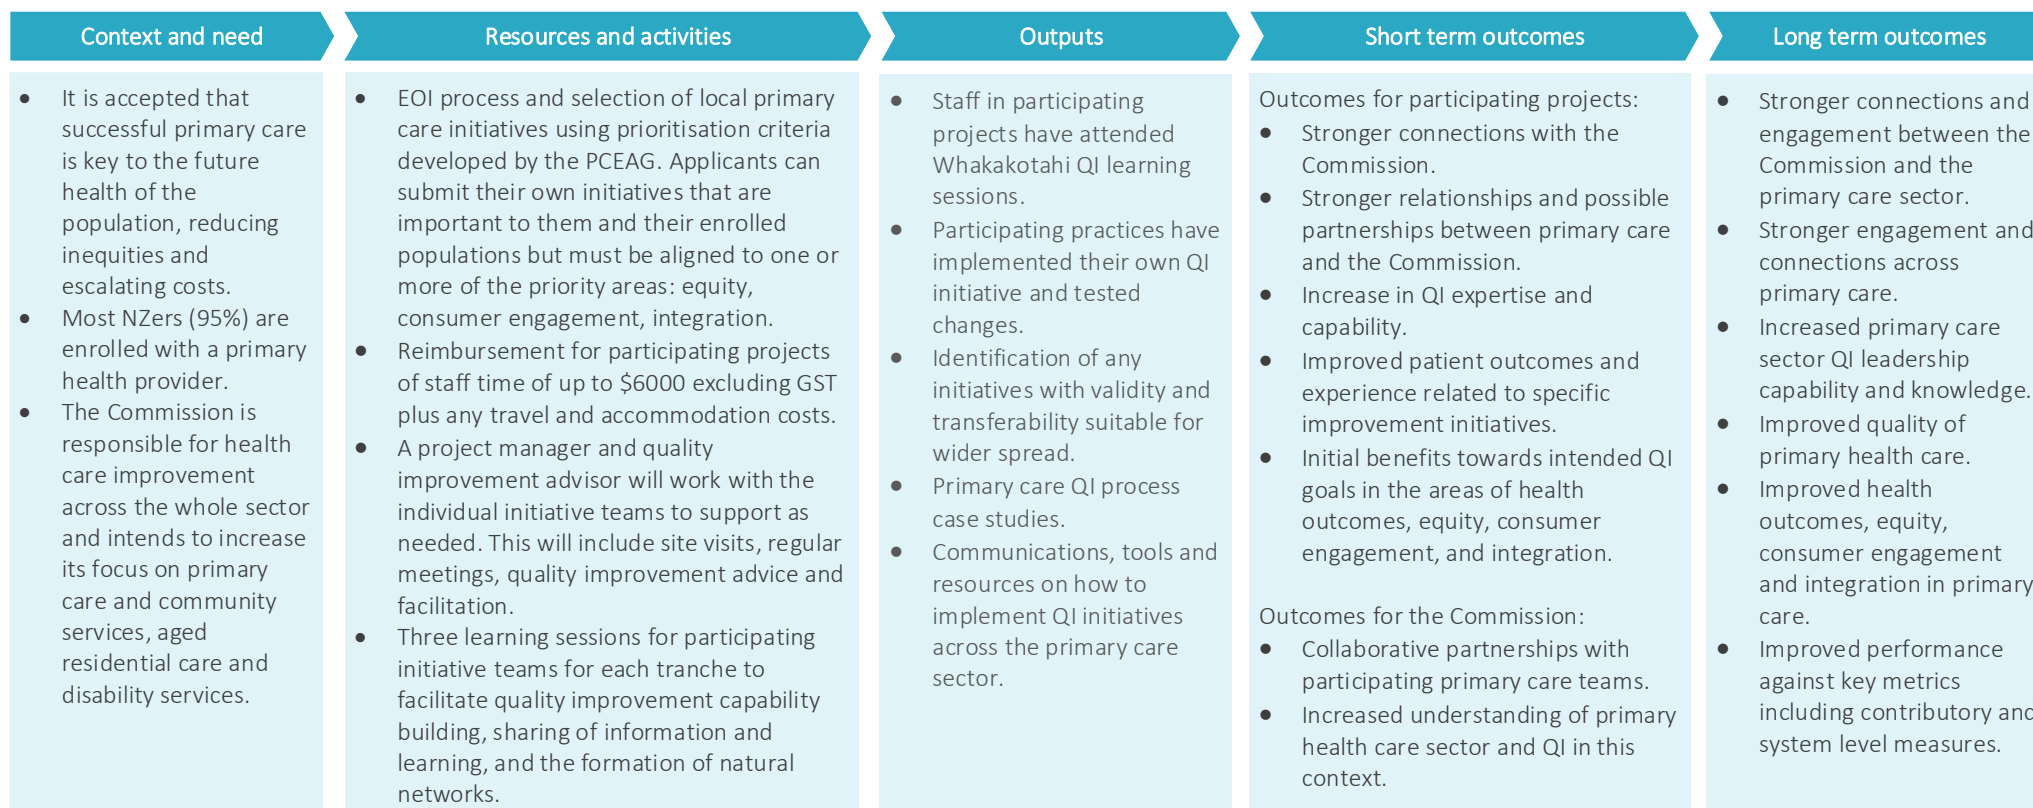 Context and need
Resources and activities
Outputs
Short term outcomes
Long term outcomes
• It is accepted that
successful primary care
is key to the future
health of the
population, reducing
inequities and
escalating costs.
• Most NZers (95%) are
enrolled with a primary
health provider.
• The Commission is
responsible for health
care improvement
across the whole sector
and intends to increase
its focus on primary
care and community
services, aged
residential care and
disability services.
• EOI process and selection of local primary
care initiatives using prioritisation criteria
developed by the PCEAG. Applicants can
submit their own initiatives that are
important to them and their enrolled
populations but must be aligned to one or
more of the priority areas: equity,
consumer engagement, integration.
• Reimbursement for participating projects
of staff time of up to $6000 excluding GST
plus any travel and accommodation costs.
• A project manager and quality
improvement advisor will work with the
individual initiative teams to support as
needed. This will include site visits, regular
meetings, quality improvement advice and
facilitation.
• Three learning sessions for participating
initiative teams for each tranche to
facilitate quality improvement capability
building, sharing of information and
learning, and the formation of natural
networks.
• Staff in participating
projects have attended
Whakakotahi QI learning
sessions.
• Participating practices have
implemented their own QI
initiative and tested
changes.
• Identification of any
initiatives with validity and
transferability suitable for
wider spread.
• Primary care QI process
case studies.
• Communications, tools and
resources on how to
implement QI initiatives
across the primary care
sector.
Outcomes for participating projects:
• Stronger connections with the
Commission.
• Stronger relationships and possible
partnerships between primary care
and the Commission.
• Increase in QI expertise and
capability.
• Improved patient outcomes and
experience related to specific
improvement initiatives.
• Initial benefits towards intended QI
goals in the areas of health
outcomes, equity, consumer
engagement, and integration.
Outcomes for the Commission:
• Collaborative partnerships with
participating primary care teams.
• Increased understanding of primary
health care sector and QI in this
context.
• Stronger connections and
engagement between the
Commission and the
primary care sector.
• Stronger engagement and
connections across
primary care.
• Increased primary care
sector QI leadership
capability and knowledge.
• Improved quality of
primary health care.
• Improved health
outcomes, equity,
consumer engagement
and integration in primary
care.
• Improved performance
against key metrics
including contributory and
system level measures.